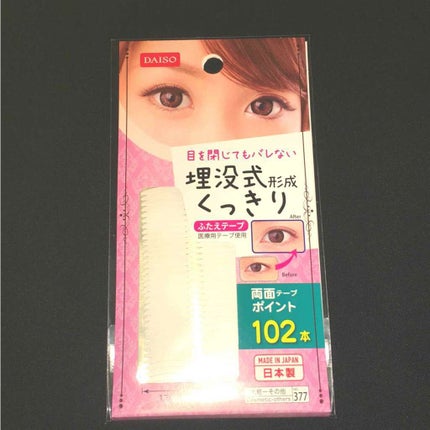 DAISO
目を閉じてもバレない
埋没式形成
くっきり
ふたえテープ
医療用テープ使用
After
Before
両面テープ
ポイント
102本
MADE IN JAPAN
日本製
377